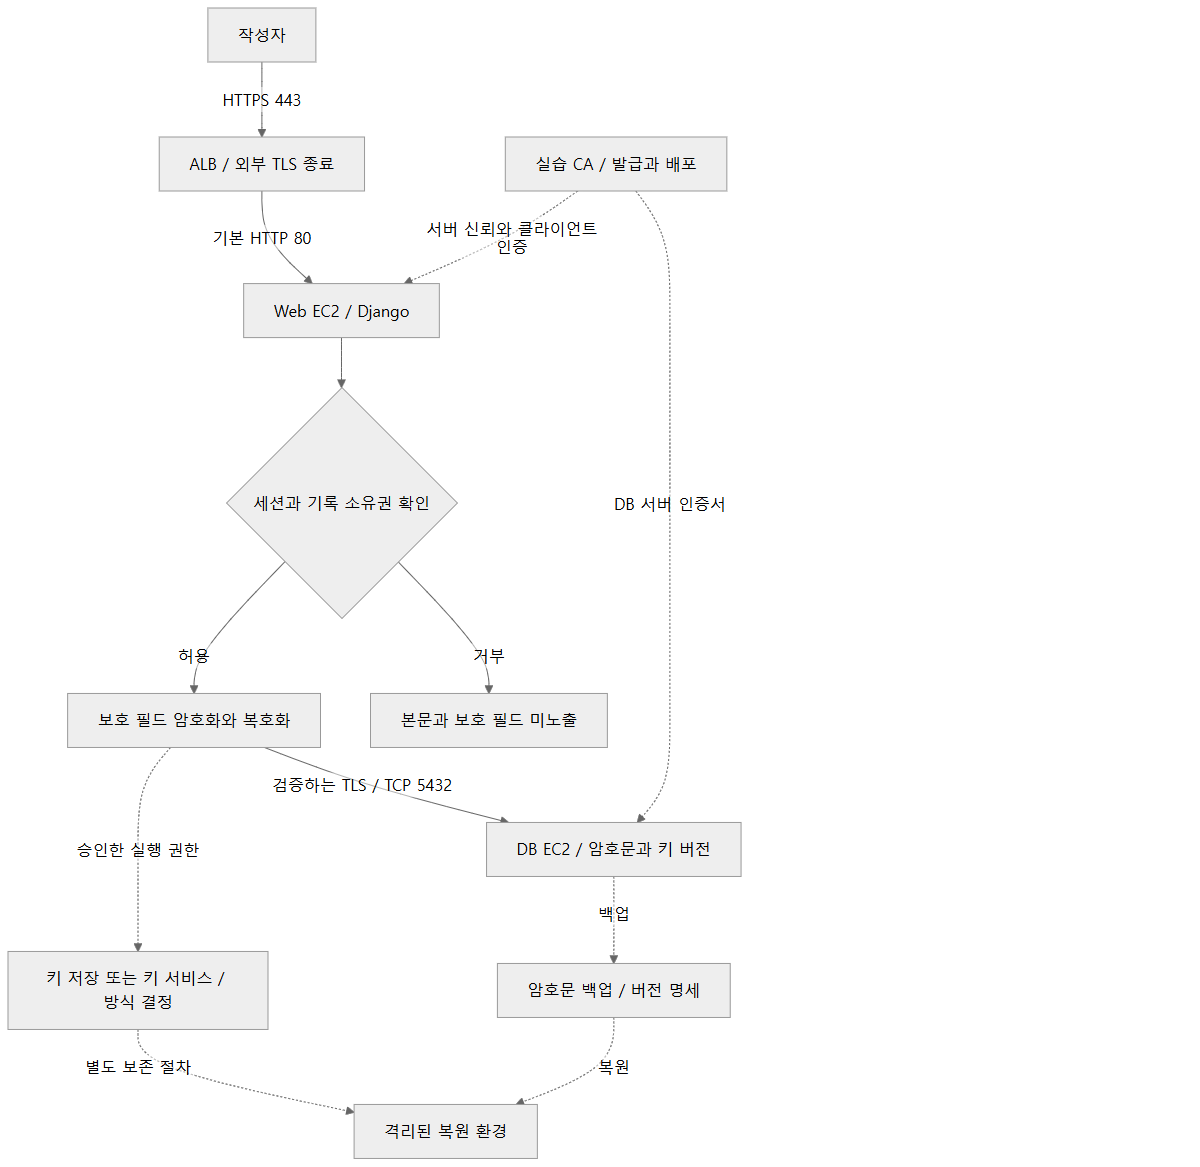 작성자
HTTPS 443
ALB / 외부 TLS 종료
실습 CA / 발급과 배포
기본 HTTP 80
서버 신뢰와 클라이언트
인증
Web EC2 / Django
세션과 기록 소유권 확인
DB 서버 인증서
허용
거부
보호 필드 암호화와 복호화
본문과 보호 필드 미노출
검증하는 TLS / TCP 5432
승인한 실행 권한
DB EC2 / 암호문과 키 버전
백업
키 저장 또는 키 서비스 /
방식 결정
암호문 백업 / 버전 명세
별도 보존 절차
복원
격리된 복원 환경